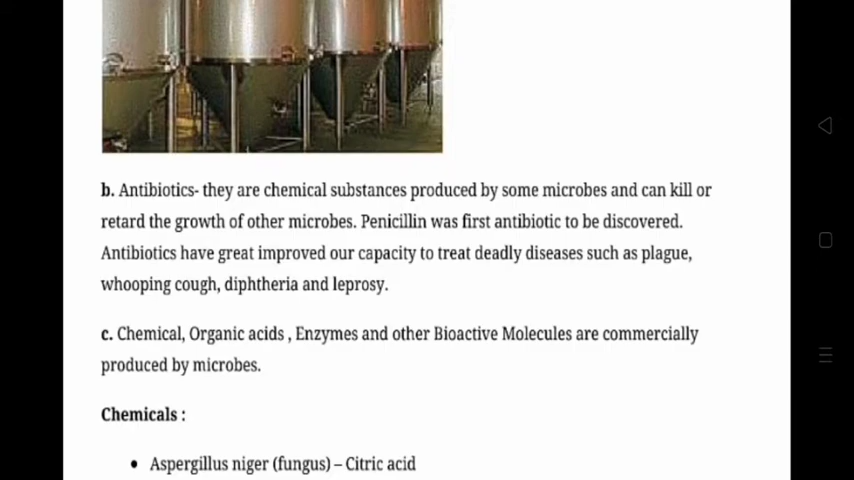 b. Antibiotics- they are chemical substances produced by some microbes and can kill or
retard the growth of other microbes. Penicillin was first antibiotic to be discovered.
Antibiotics have great improved our capacity to treat deadly diseases such as plague,
whooping cough, diphtheria and leprosy.
c. Chemical, Organic acids , Enzymes and other Bioactive Molecules are commercially
produced by microbes.
Chemicals :
• Aspergillus niger (fungus) – Citric acid